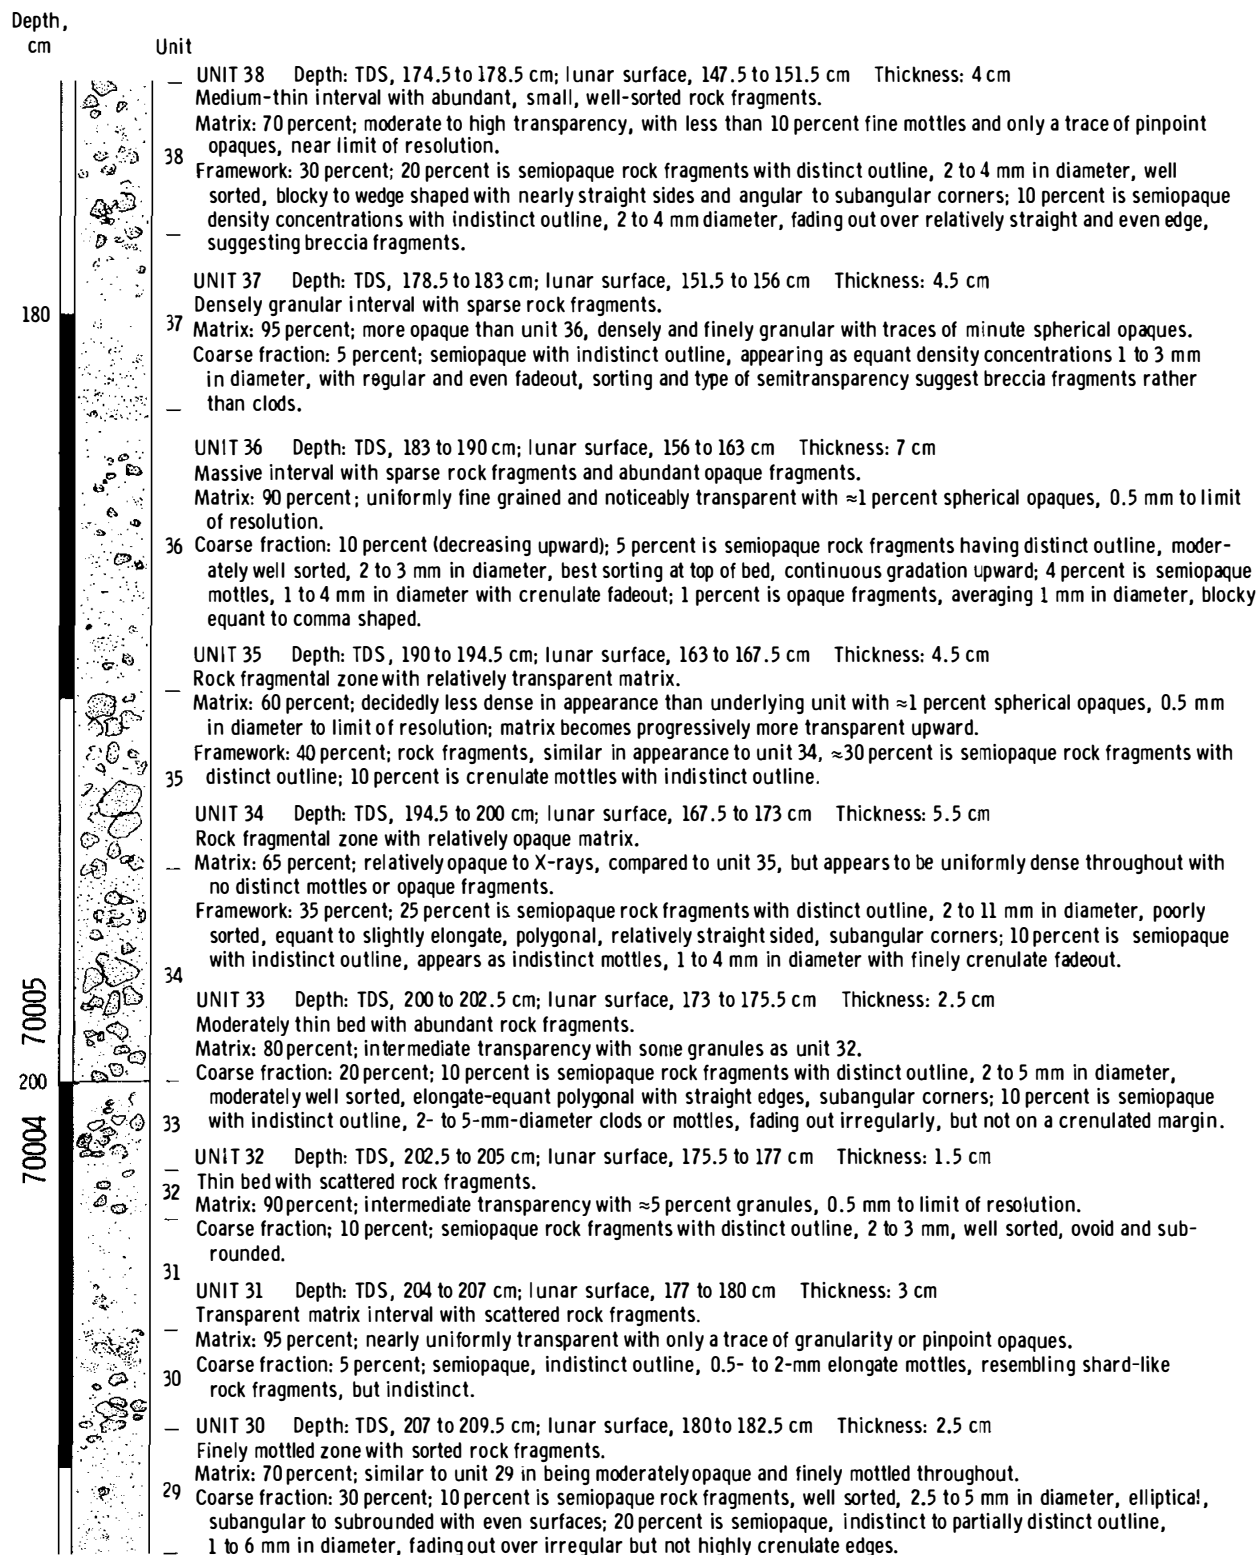 Depth,
cm
Unit
UNIT 38 Depth: TDS, 174.5 to 178.5 cm; lunar surface, 147.5 to 151.5 cm Thickness: 4 cm
Medium-thin interval with abundant, small, well-sorted rock fragments.
Matrix: 70 percent; moderate to high transparency, with less than 10 percent fine mottles and only a trace of pinpoint
opaques, near limit of resolution.
38
Framework: 30 percent; 20 percent is semiopaque rock fragments with distinct outline, 2 to 4 mm in diameter, well
sorted, blocky to wedge shaped with nearly straight sides and angular to subangular corners; 10 percent is semiopaque
density concentrations with indistinct outline, 2 to 4 mm diameter, fading out over relatively straight and even edge,
suggesting breccia fragments.
UNIT 37 Depth: TDS, 178.5 to 183 cm; lunar surface, 151.5 to 156 cm Thickness: 4.5 cm
Densely granular interval with sparse rock fragments.
180
37
Matrix: 95 percent; more opaque than unit 36, densely and finely granular with traces of minute spherical opaques.
Coarse fraction: 5 percent; semiopaque with indistinct outline, appearing as equant density concentrations 1 to 3 mm
in diameter, with regular and even fadeout, sorting and type of semitransparency suggest breccia fragments rather
than clods.
UNIT 36 Depth: TDS, 183 to 190 cm; lunar surface, 156 to 163 cm Thickness: 7 cm
Massive interval with sparse rock fragments and abundant opaque fragments.
Matrix: 90 percent; uniformly fine grained and noticeably transparent with ≈1 percent spherical opaques, 0.5 mm to limit
of resolution.
36
Coarse fraction: 10 percent (decreasing upward); 5 percent is semiopaque rock fragments having distinct outline, moder-
ately well sorted, 2 to 3 mm in diameter, best sorting at top of bed, continuous gradation upward; 4 percent is semiopaque
mottles, 1 to 4 mm in diameter with crenulate fadeout; 1 percent is opaque fragments, averaging 1 mm in diameter, blocky
equant to comma shaped.
UNIT 35 Depth: TDS, 190 to 194.5 cm; lunar surface, 163 to 167.5 cm Thickness: 4.5 cm
Rock fragmental zone with relatively transparent matrix.
Matrix: 60 percent; decidedly less dense in appearance than underlying unit with ≈1 percent spherical opaques, 0.5 mm
in diameter to limit of resolution; matrix becomes progressively more transparent upward.
Framework: 40 percent; rock fragments, similar in appearance to unit 34, ≈30 percent is semiopaque rock fragments with
35
distinct outline; 10 percent is crenulate mottles with indistinct outline.
UNIT 34 Depth: TDS, 194.5 to 200 cm; lunar surface, 167.5 to 173 cm Thickness: 5.5 cm
Rock fragmental zone with relatively opaque matrix.
Matrix: 65 percent; relatively opaque to X-rays, compared to unit 35, but appears to be uniformly dense throughout with
no distinct mottles or opaque fragments.
Framework: 35 percent; 25 percent is semiopaque rock fragments with distinct outline, 2 to 11 mm in diameter, poorly
sorted, equant to slightly elongate, polygonal, relatively straight sided, subangular corners; 10 percent is semiopaque
with indistinct outline, appears as indistinct mottles, 1 to 4 mm in diameter with finely crenulate fadeout.
34
70005
UNIT 33 Depth: TDS, 200 to 202.5 cm; lunar surface, 173 to 175.5 cm Thickness: 2.5 cm
Moderately thin bed with abundant rock fragments.
Matrix: 80 percent; intermediate transparency with some granules as unit 32.
200
Coarse fraction: 20 percent; 10 percent is semiopaque rock fragments with distinct outline, 2 to 5 mm in diameter,
moderately well sorted, elongate-equant polygonal with straight edges, subangular corners; 10 percent is semiopaque
33
with indistinct outline, 2- to 5-mm-diameter clods or mottles, fading out irregularly, but not on a crenulated margin.
70004
UNIT 32 Depth: TDS, 202.5 to 205 cm; lunar surface, 175.5 to 177 cm Thickness: 1.5 cm
Thin bed with scattered rock fragments.
32
Matrix: 90 percent; intermediate transparency with ≈5 percent granules, 0.5 mm to limit of resolution.
Coarse fraction; 10 percent; semiopaque rock fragments with distinct outline, 2 to 3 mm, well sorted, ovoid and sub-
rounded.
31
UNIT 31 Depth: TDS, 204 to 207 cm; lunar surface, 177 to 180 cm Thickness: 3 cm
Transparent matrix interval with scattered rock fragments.
Matrix: 95 percent; nearly uniformly transparent with only a trace of granularity or pinpoint opaques.
Coarse fraction: 5 percent; semiopaque, indistinct outline, 0.5- to 2-mm elongate mottles, resembling shard-like
30
rock fragments, but indistinct.
UNIT 30 Depth: TDS, 207 to 209.5 cm; lunar surface, 180 to 182.5 cm Thickness: 2.5 cm
Finely mottled zone with sorted rock fragments.
Matrix: 70 percent; similar to unit 29 in being moderately opaque and finely mottled throughout.
29
Coarse fraction: 30 percent; 10 percent is semiopaque rock fragments, well sorted, 2.5 to 5 mm in diameter, elliptical,
subangular to subrounded with even surfaces; 20 percent is semiopaque, indistinct to partially distinct outline,
1 to 6 mm in diameter, fading out over irregular but not highly crenulate edges.